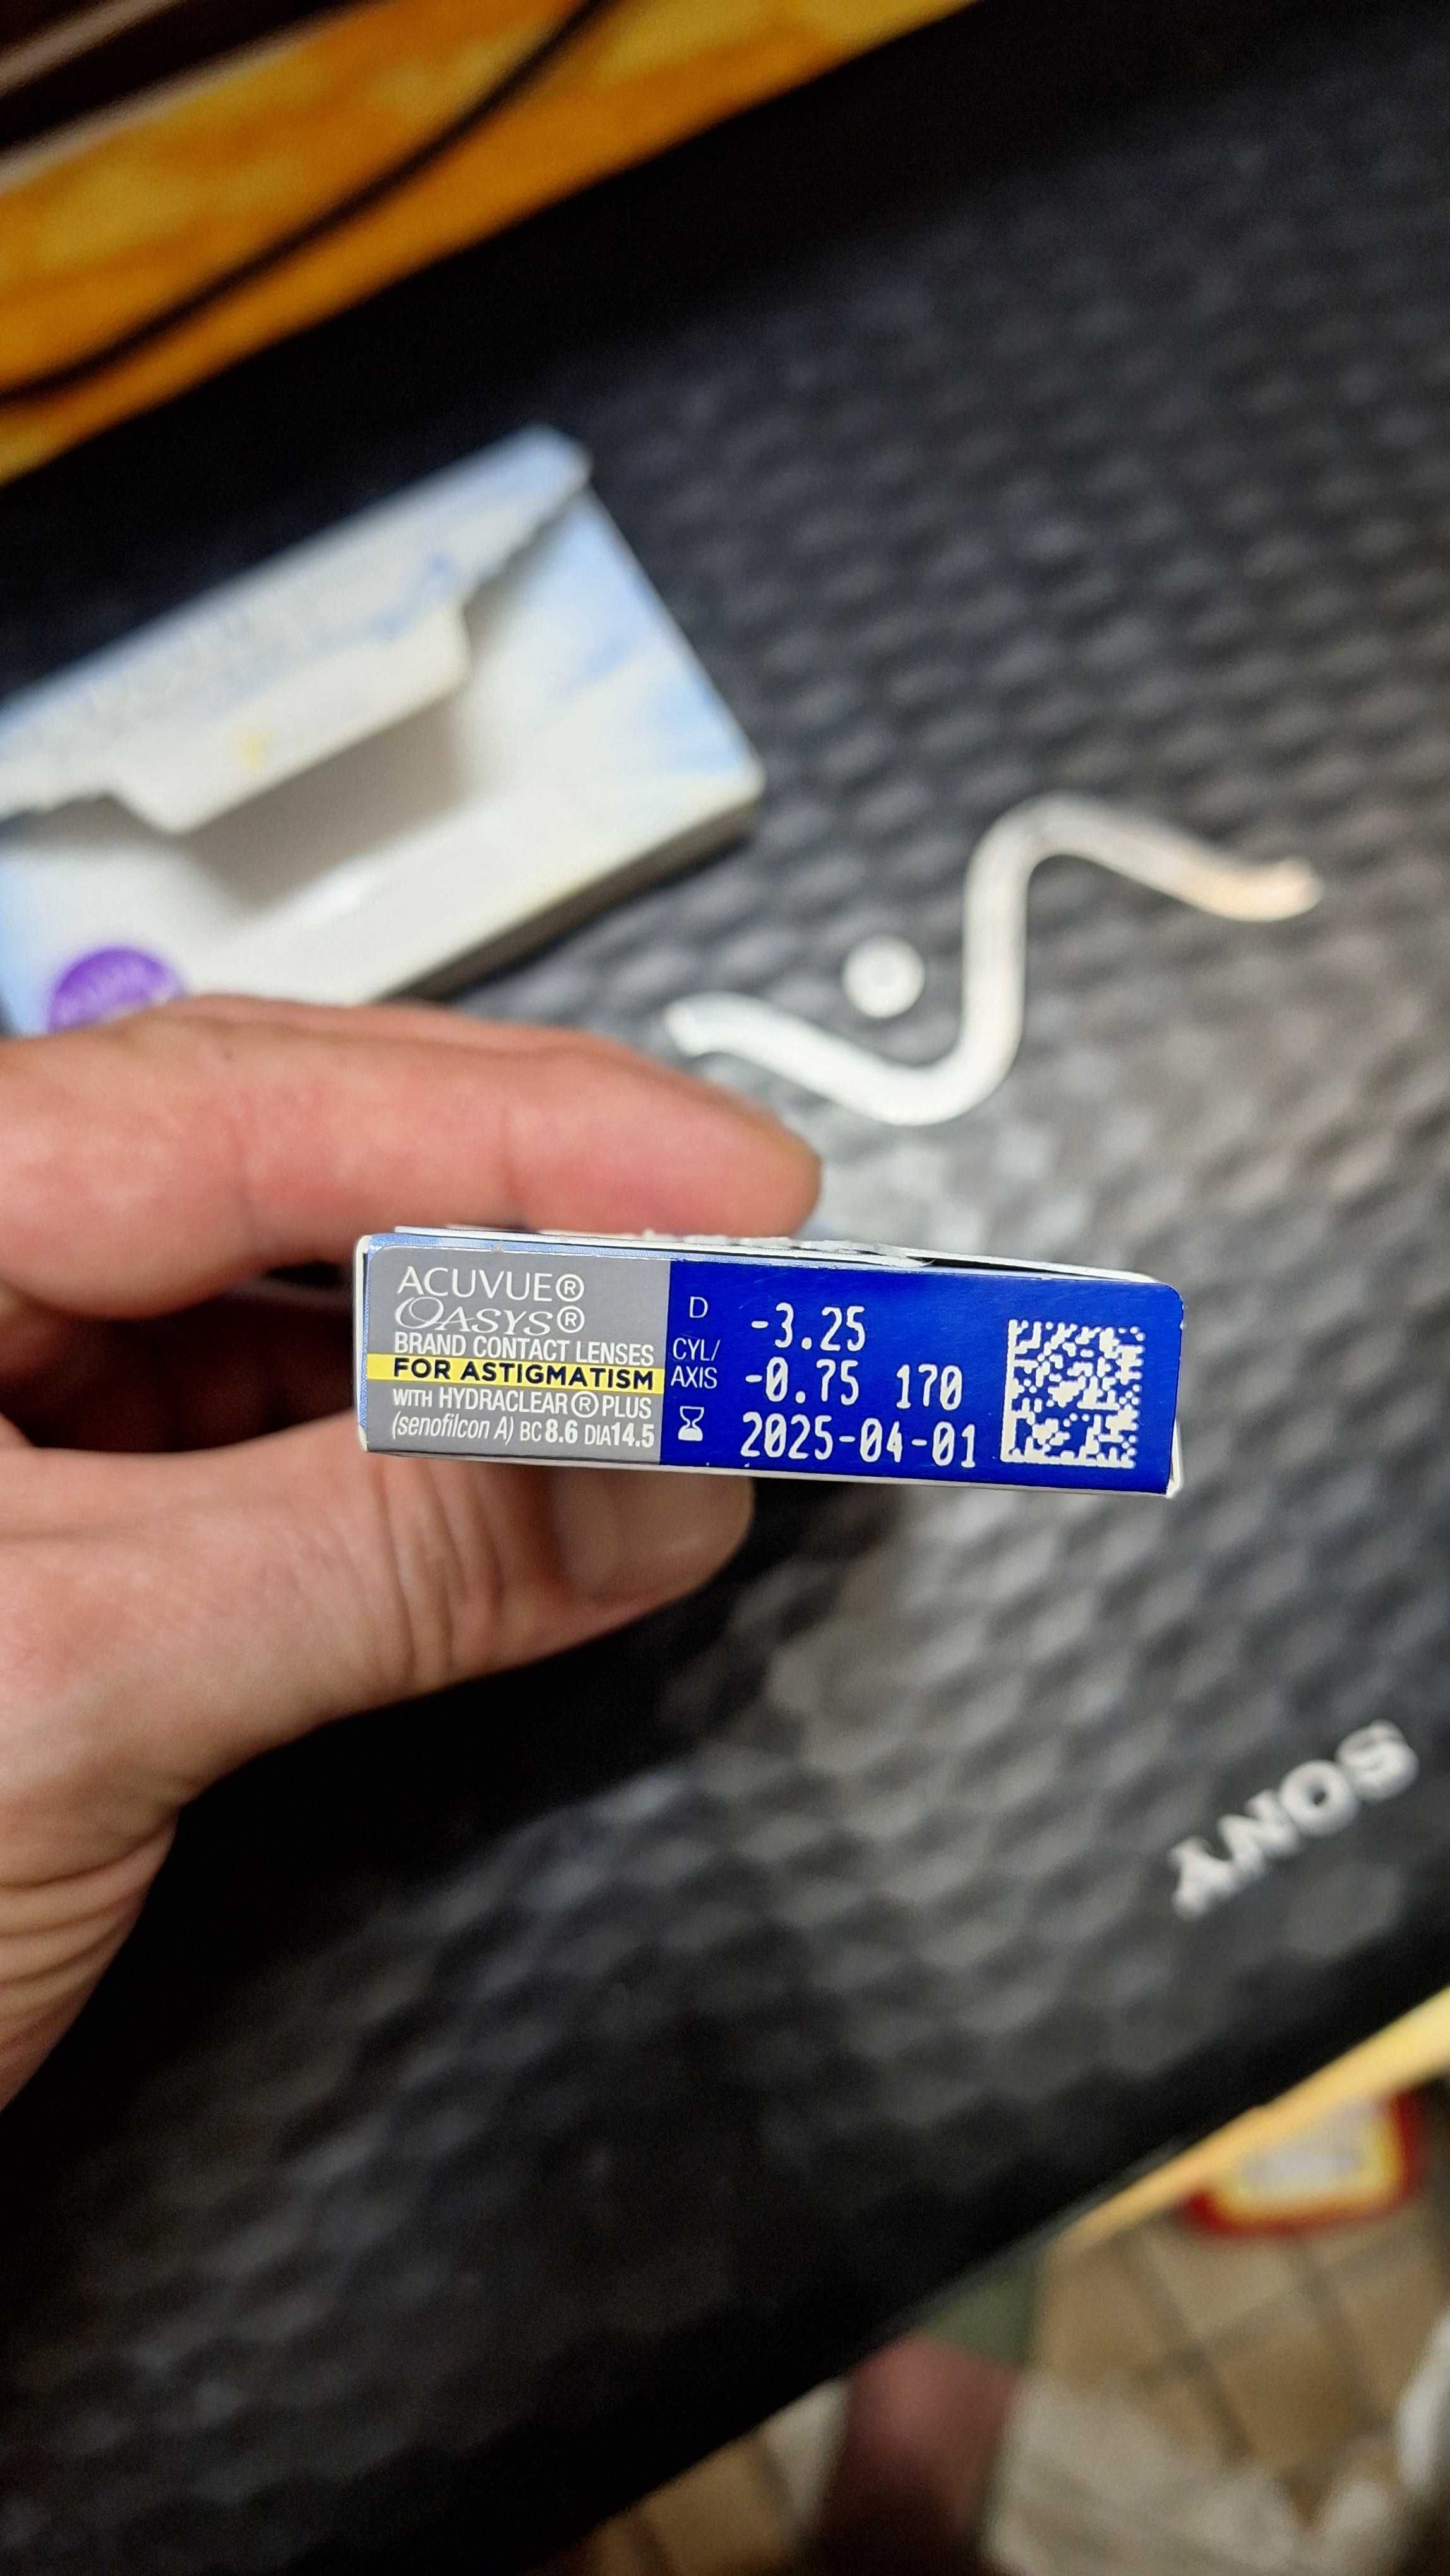 ACUVUE®
OASYS®
BRAND CONTACT LENSES
FOR ASTIGMATISM
WITH HYDRACLEAR® PLUS
(senofilcon A) BC 8.6 DIA 14.5
D -3.25
CYL/
AXIS -0.75 170
2025-04-01
SONY